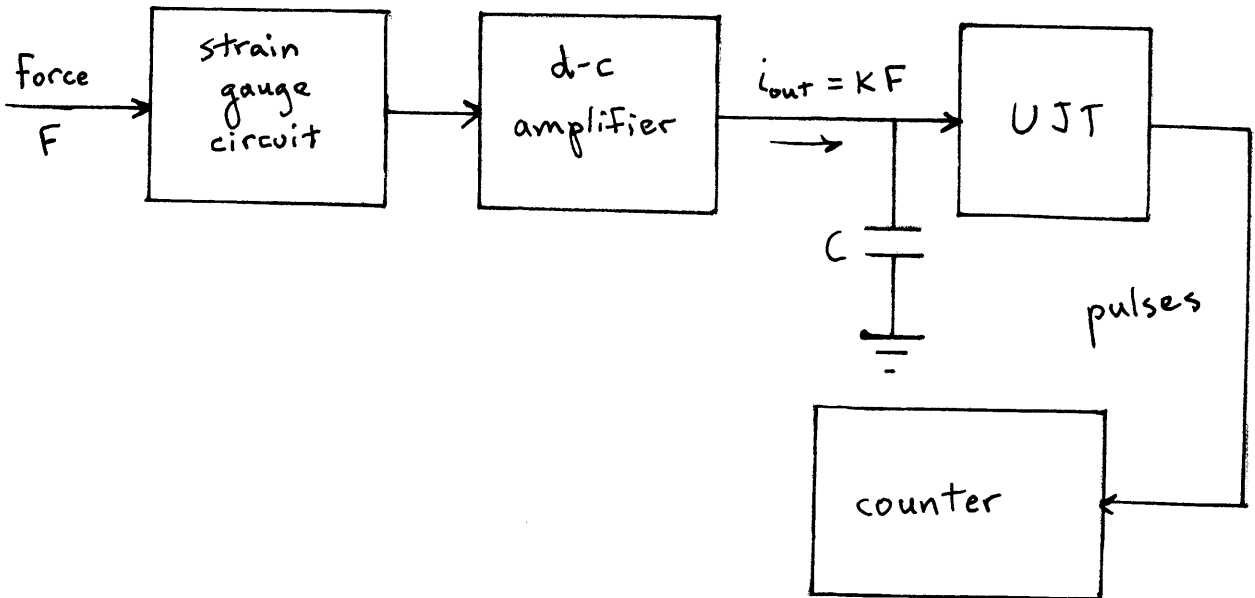 force
F
strain
gauge
circuit
d-c
amplifier
i_out = KF
UJT
C
pulses
counter